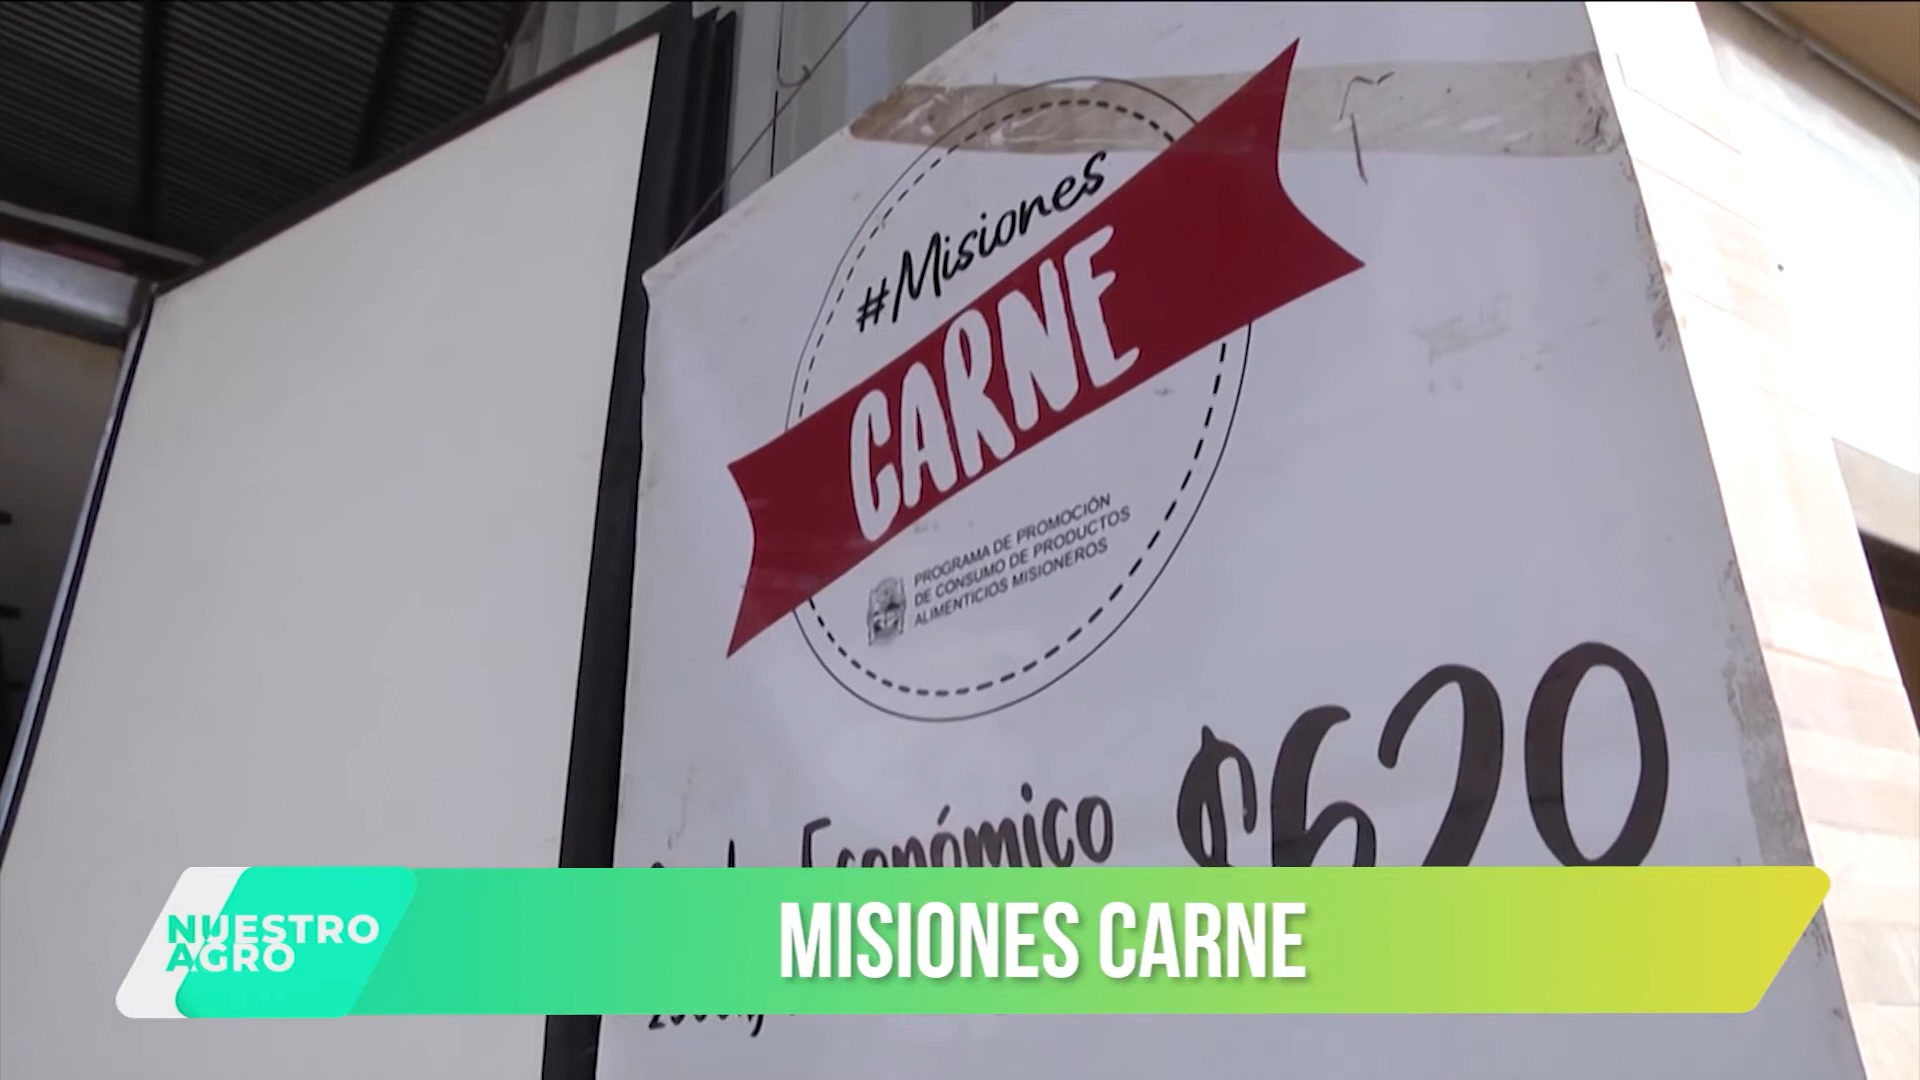 #Misiones
CARNE
PROGRAMA DE PROMOCIÓN
DE CONSUMO DE PRODUCTOS
ALIMENTICIOS MISIONEROS
Económico $620
NUESTRO
AGRO
MISIONES CARNE